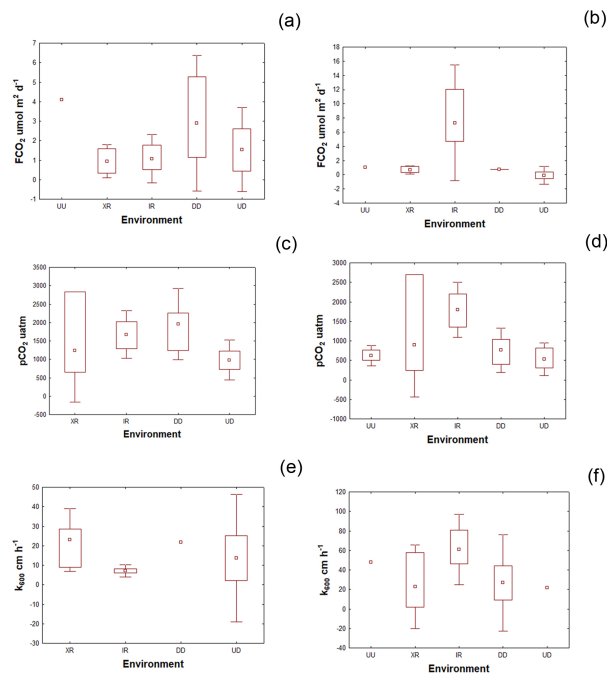 (a)
FCO₂ umol m² d⁻¹
7
6
5
4
3
2
1
0
-1
UU XR IR DD UD
Environment
(b)
FCO₂ umol m² d⁻¹
18
16
14
12
10
8
6
4
2
0
-2
-4
UU XR IR DD UD
Environment
(c)
pCO₂ uatm
3500
3000
2500
2000
1500
1000
500
0
-500
XR IR DD UD
Environment
(d)
pCO₂ uatm
3000
2500
2000
1500
1000
500
0
-500
-1000
UU XR IR DD UD
Environment
(e)
k₆₀₀ cm h⁻¹
50
40
30
20
10
0
-10
-20
-30
XR IR DD UD
Environment
(f)
k₆₀₀ cm h⁻¹
120
100
80
60
40
20
0
-20
-40
UU XR IR DD UD
Environment